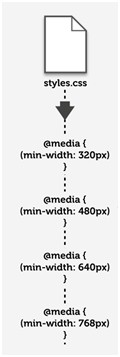 styles.css
@media {
(min-width: 320px)
}
@media {
(min-width: 480px)
}
@media {
(min-width: 640px)
}
@media {
(min-width: 768px)
}